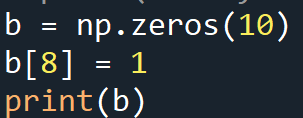 b = np.zeros(10)
b[8] = 1
print(b)